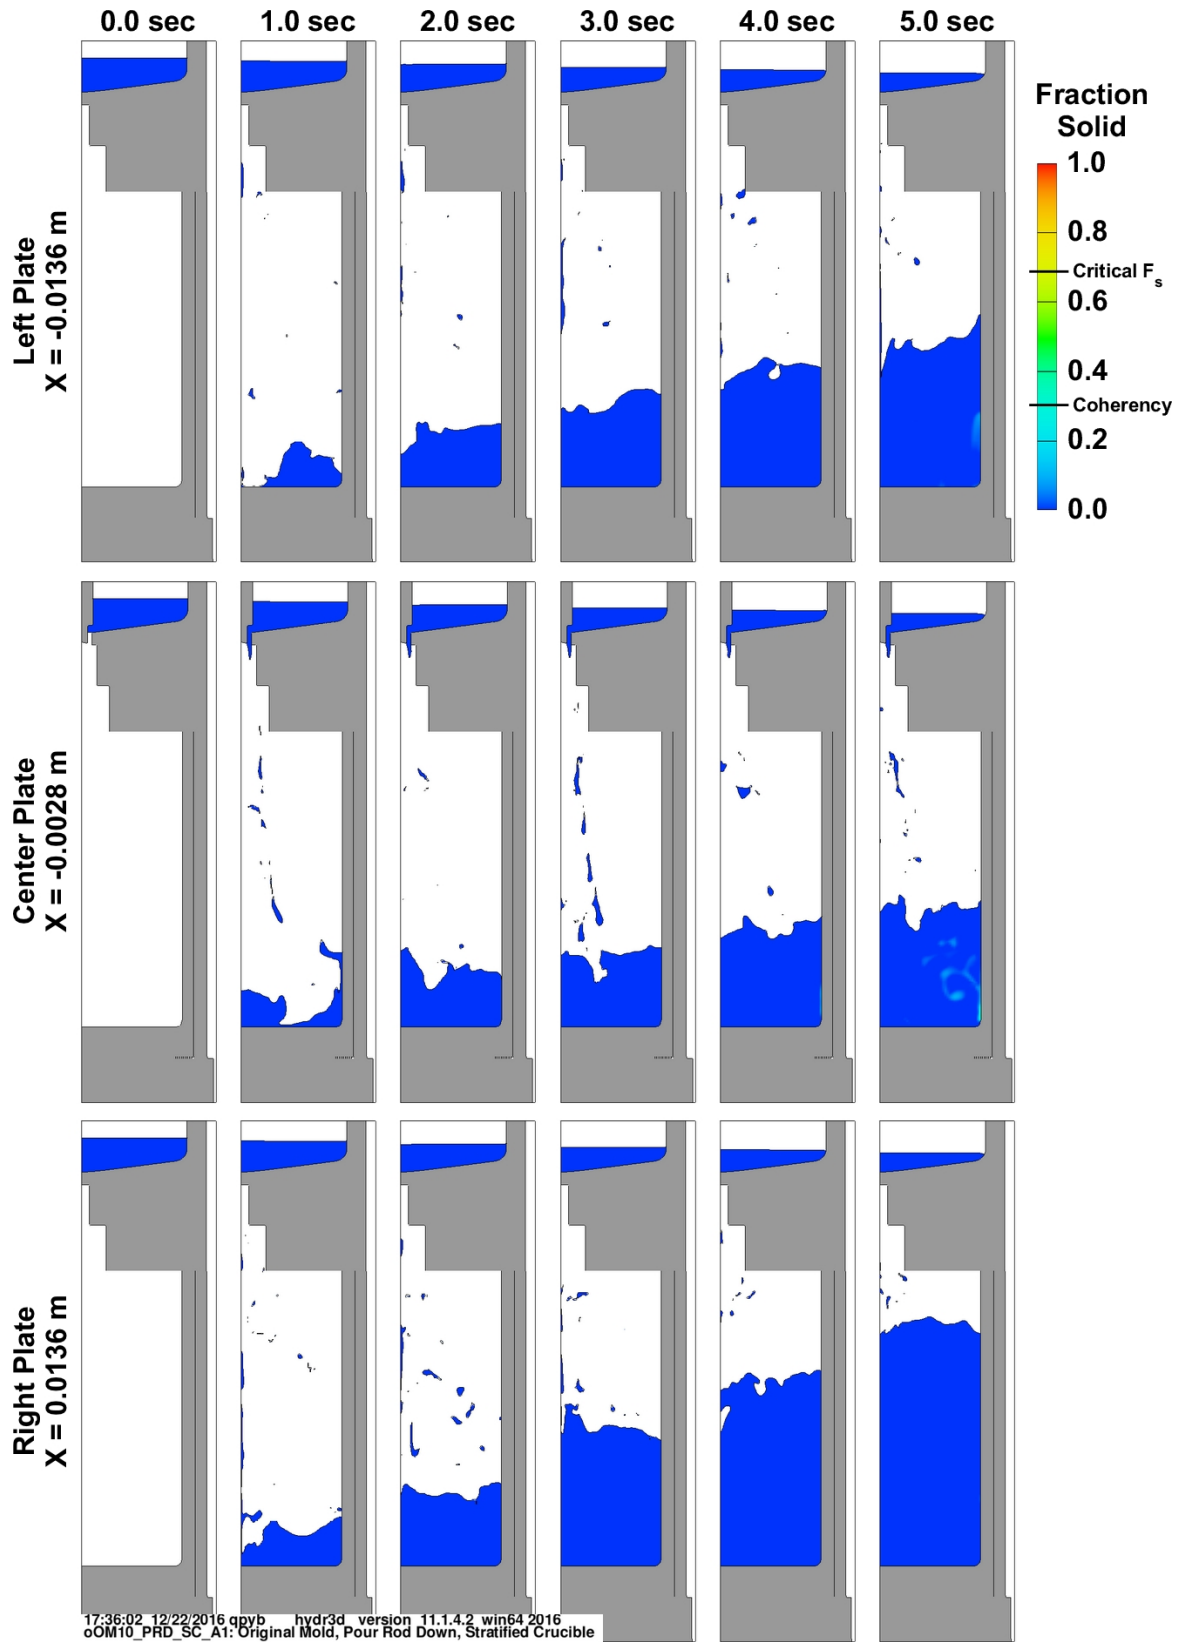 0.0 sec 1.0 sec 2.0 sec 3.0 sec 4.0 sec 5.0 sec
Left Plate
X = -0.0136 m
Fraction
Solid
1.0
0.8
Critical Fs
0.6
0.4
Coherency
0.2
0.0
Center Plate
X = -0.0028 m
Right Plate
X = 0.0136 m
17:36:02 12/22/2016 qpyb hydr3d version 11.1.4.2 win64 2016
oOM10_PRD_SC_A1: Original Mold, Pour Rod Down, Stratified Crucible